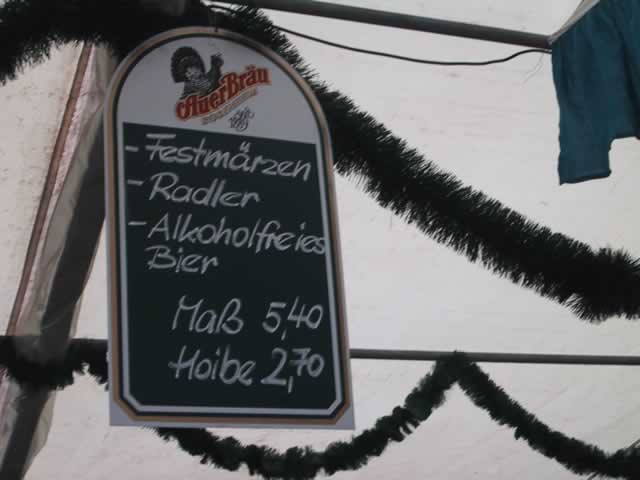 AuerBräu
- Festmärzen
- Radler
- Alkoholfreies
Bier
Maß 5,40
Hoibe 2,70